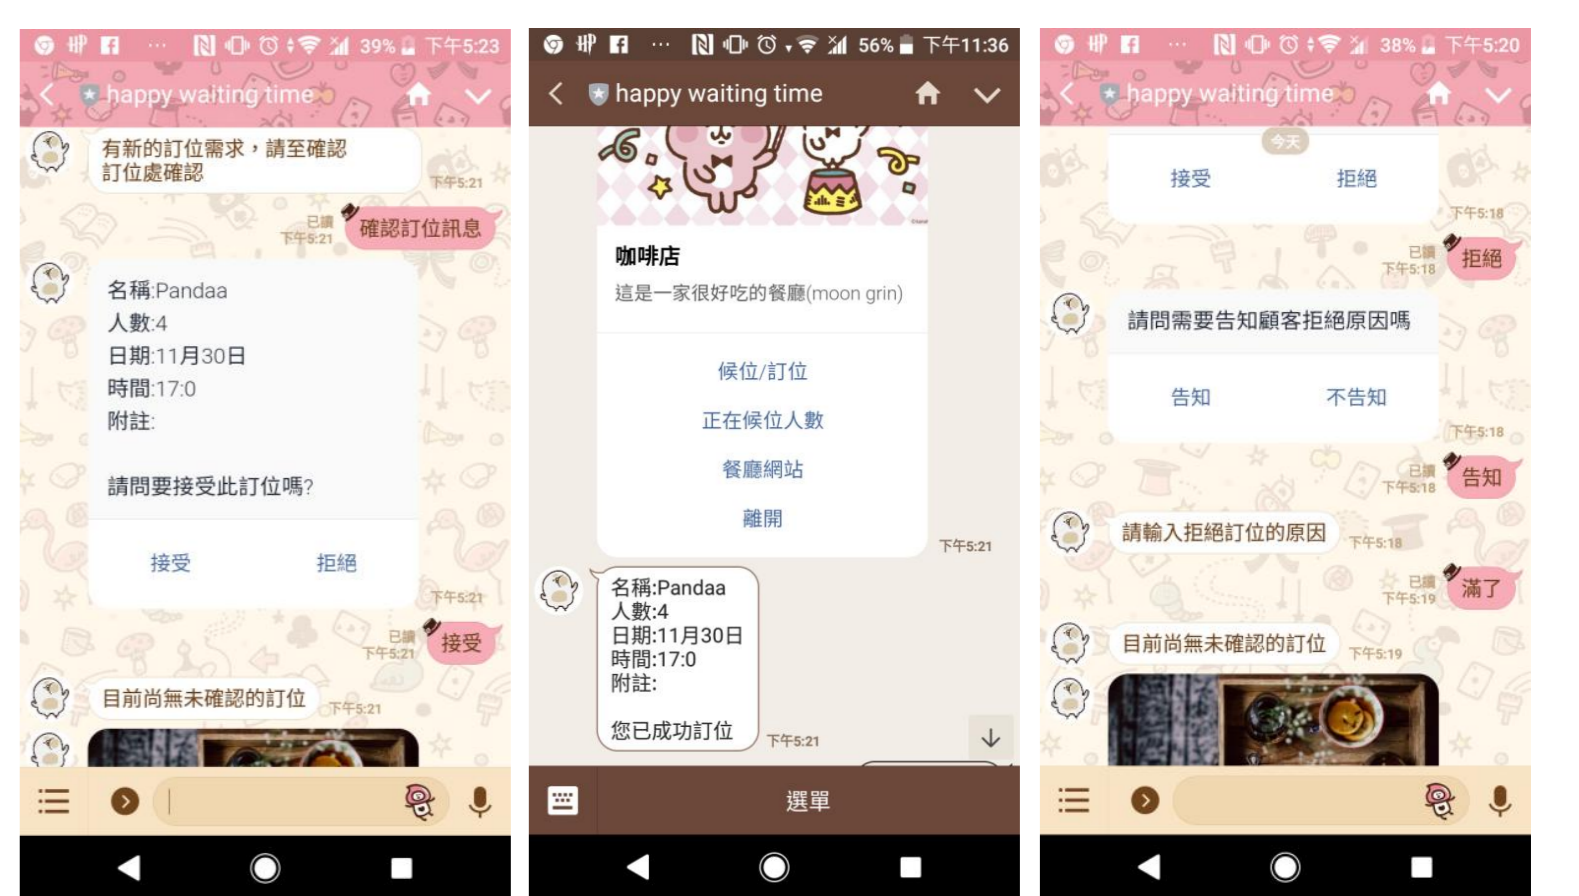 39% 下午5:23
happy waiting time
有新的訂位需求，請至確認
訂位處確認
下午5:21
已讀
下午5:21
確認訂位訊息
名稱:Pandaa
人數:4
日期:11月30日
時間:17:0
附註:
請問要接受此訂位嗎?
接受 拒絕
下午5:21
已讀
下午5:21
接受
目前尚無未確認的訂位
下午5:21
56% 下午11:36
happy waiting time
咖啡店
這是一家很好吃的餐廳(moon grin)
候位/訂位
正在候位人數
餐廳網站
離開
下午5:21
名稱:Pandaa
人數:4
日期:11月30日
時間:17:0
附註:
您已成功訂位
下午5:21
選單
38% 下午5:20
happy waiting time
今天
接受 拒絕
下午5:18
已讀
下午5:18
拒絕
請問需要告知顧客拒絕原因嗎
告知 不告知
下午5:18
已讀
下午5:18
告知
請輸入拒絕訂位的原因
下午5:18
已讀
下午5:19
滿了
目前尚無未確認的訂位
下午5:19